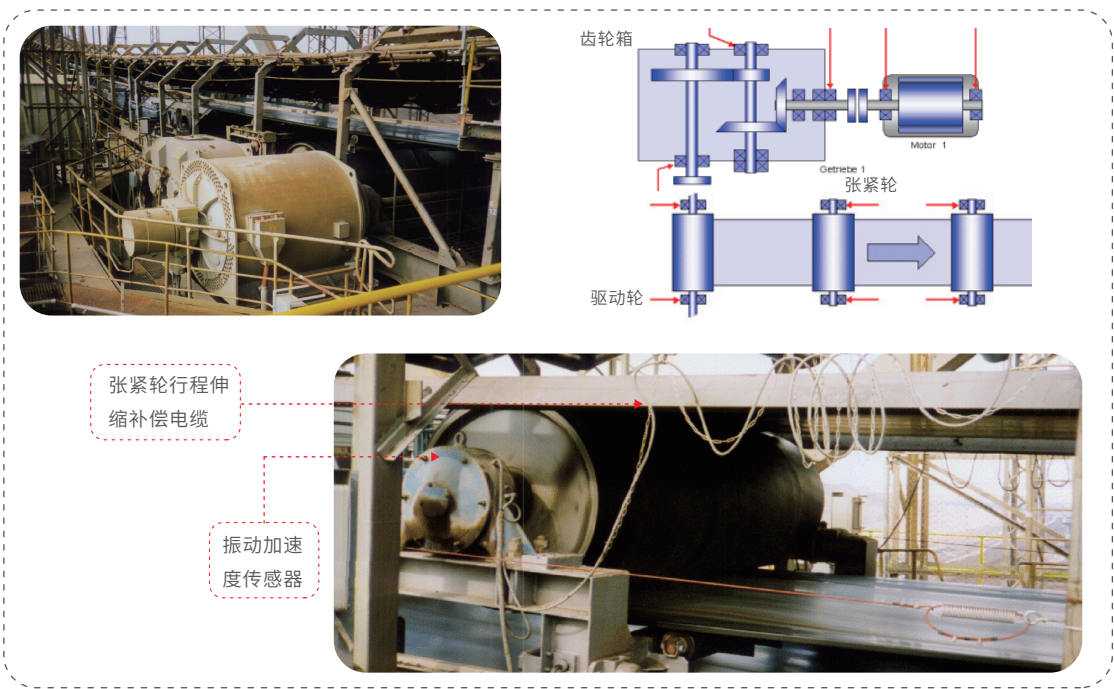 齿轮箱
Motor 1
Getriebe 1
张紧轮
驱动轮
张紧轮行程伸
缩补偿电缆
振动加速
度传感器